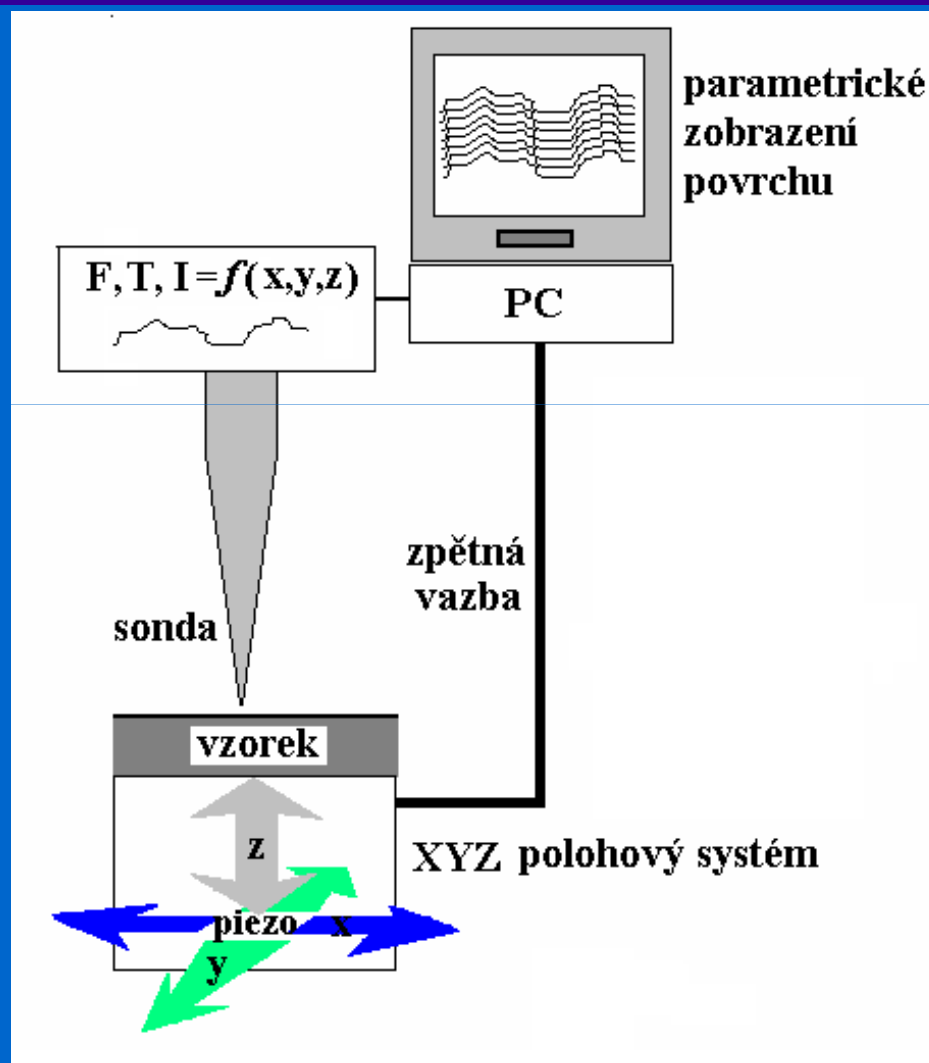 parametrické
zobrazení
povrchu
F, T, I=f(x,y,z)
PC
zpětná
vazba
sonda
vzorek
z
XYZ polohový systém
piezo x
y